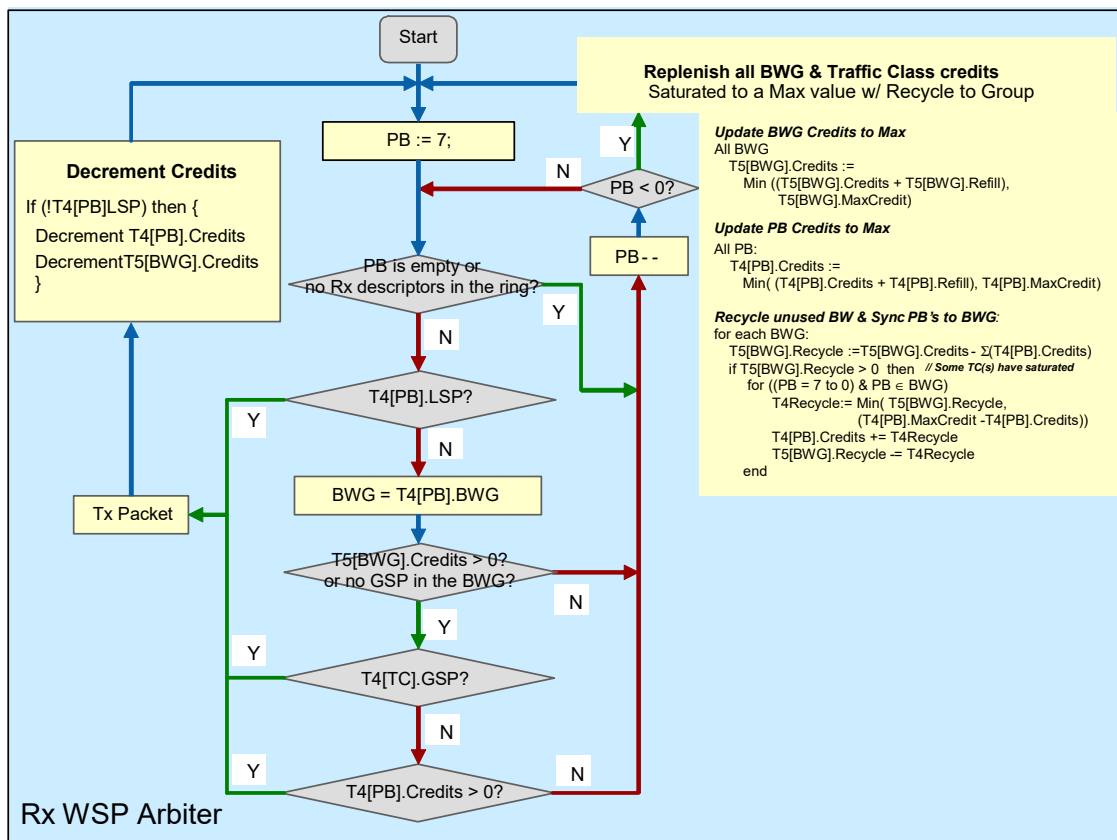 Start
Replenish all BWG & Traffic Class credits
Saturated to a Max value w/ Recycle to Group
PB := 7;
Update BWG Credits to Max
All BWG
T5[BWG].Credits :=
Min ((T5[BWG].Credits + T5[BWG].Refill),
T5[BWG].MaxCredit)
Update PB Credits to Max
All PB:
T4[PB].Credits :=
Min( (T4[PB].Credits + T4[PB].Refill), T4[PB].MaxCredit)
Recycle unused BW & Sync PB's to BWG:
for each BWG:
T5[BWG].Recycle :=T5[BWG].Credits - Σ(T4[PB].Credits)
if T5[BWG].Recycle > 0 then // Some TC(s) have saturated
for ((PB = 7 to 0) & PB ∈ BWG)
T4Recycle:= Min( T5[BWG].Recycle,
(T4[PB].MaxCredit -T4[PB].Credits))
T4[PB].Credits += T4Recycle
T5[BWG].Recycle -= T4Recycle
end
Y
N
PB < 0?
PB- -
Decrement Credits
If (!T4[PB]LSP) then {
Decrement T4[PB].Credits
DecrementT5[BWG].Credits
}
PB is empty or
no Rx descriptors in the ring?
Y
N
T4[PB].LSP?
Y
N
BWG = T4[PB].BWG
Tx Packet
T5[BWG].Credits > 0?
or no GSP in the BWG?
N
Y
Y
T4[TC].GSP?
N
Y
N
T4[PB].Credits > 0?
Rx WSP Arbiter